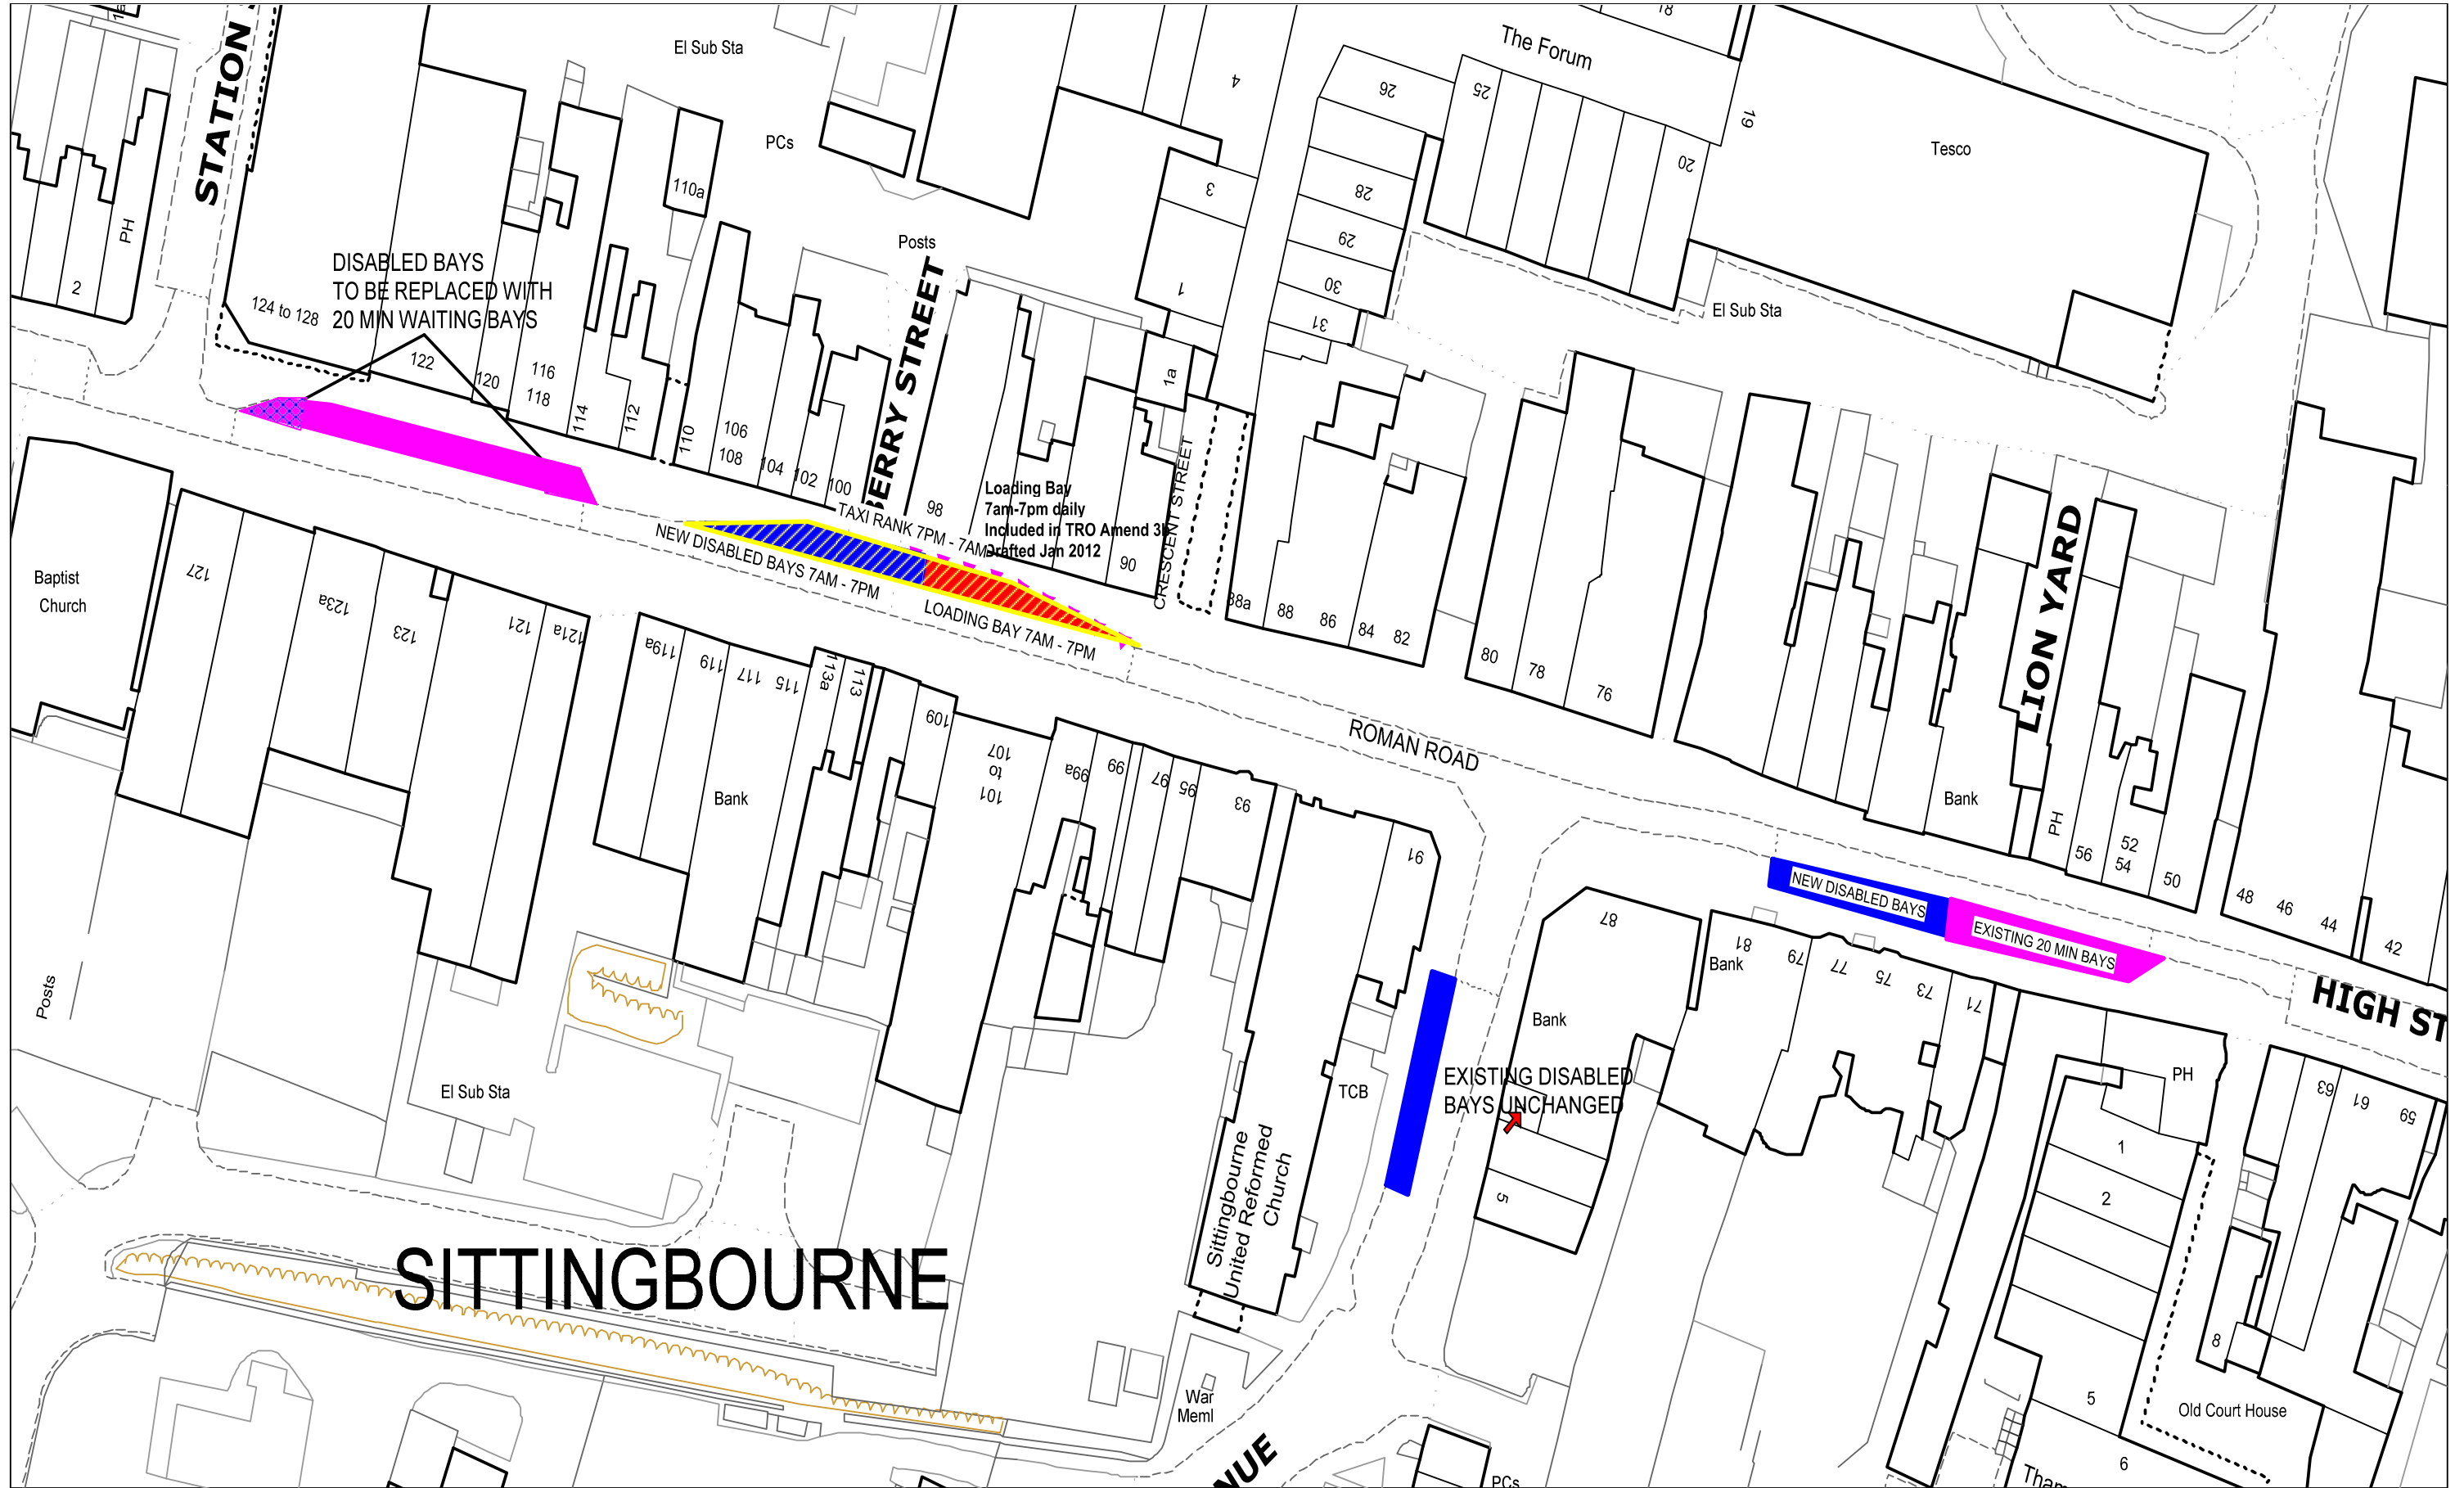 STATION
El Sub Sta
PCs
110a
4
3
1
The Forum
26
25
28
29
30
31
20
19
Tesco
El Sub Sta
PH
2
Posts
DISABLED BAYS
TO BE REPLACED WITH
20 MIN WAITING BAYS
124 to 128
122
120
116
118
114
112
110
106
108
104
102
100
BERRY STREET
98
1a
90
CRESCENT STREET
Loading Bay
7am-7pm daily
Included in TRO Amend
Drafted Jan 2012
TAXI RANK 7PM - 7AM
NEW DISABLED BAYS 7AM - 7PM
LOADING BAY 7AM - 7PM
88a
88
86
84
82
80
78
76
LION YARD
Bank
PH
56
52
54
50
48
46
44
42
Baptist
Church
127
123a
123
121
121a
119a
119
117
115
113a
113
109
107
to
101
99a
99
97
95
93
91
Bank
ROMAN ROAD
NEW DISABLED BAYS
EXISTING 20 MIN BAYS
HIGH ST
87
81
Bank
79
77
75
73
71
Bank
Posts
El Sub Sta
TCB
EXISTING DISABLED
BAYS UNCHANGED
5
Sittingbourne
United Reformed
Church
PH
63
61
59
1
2
8
5
6
Old Court House
SITTINGBOURNE
War
Meml
NUE
PCs
Tham